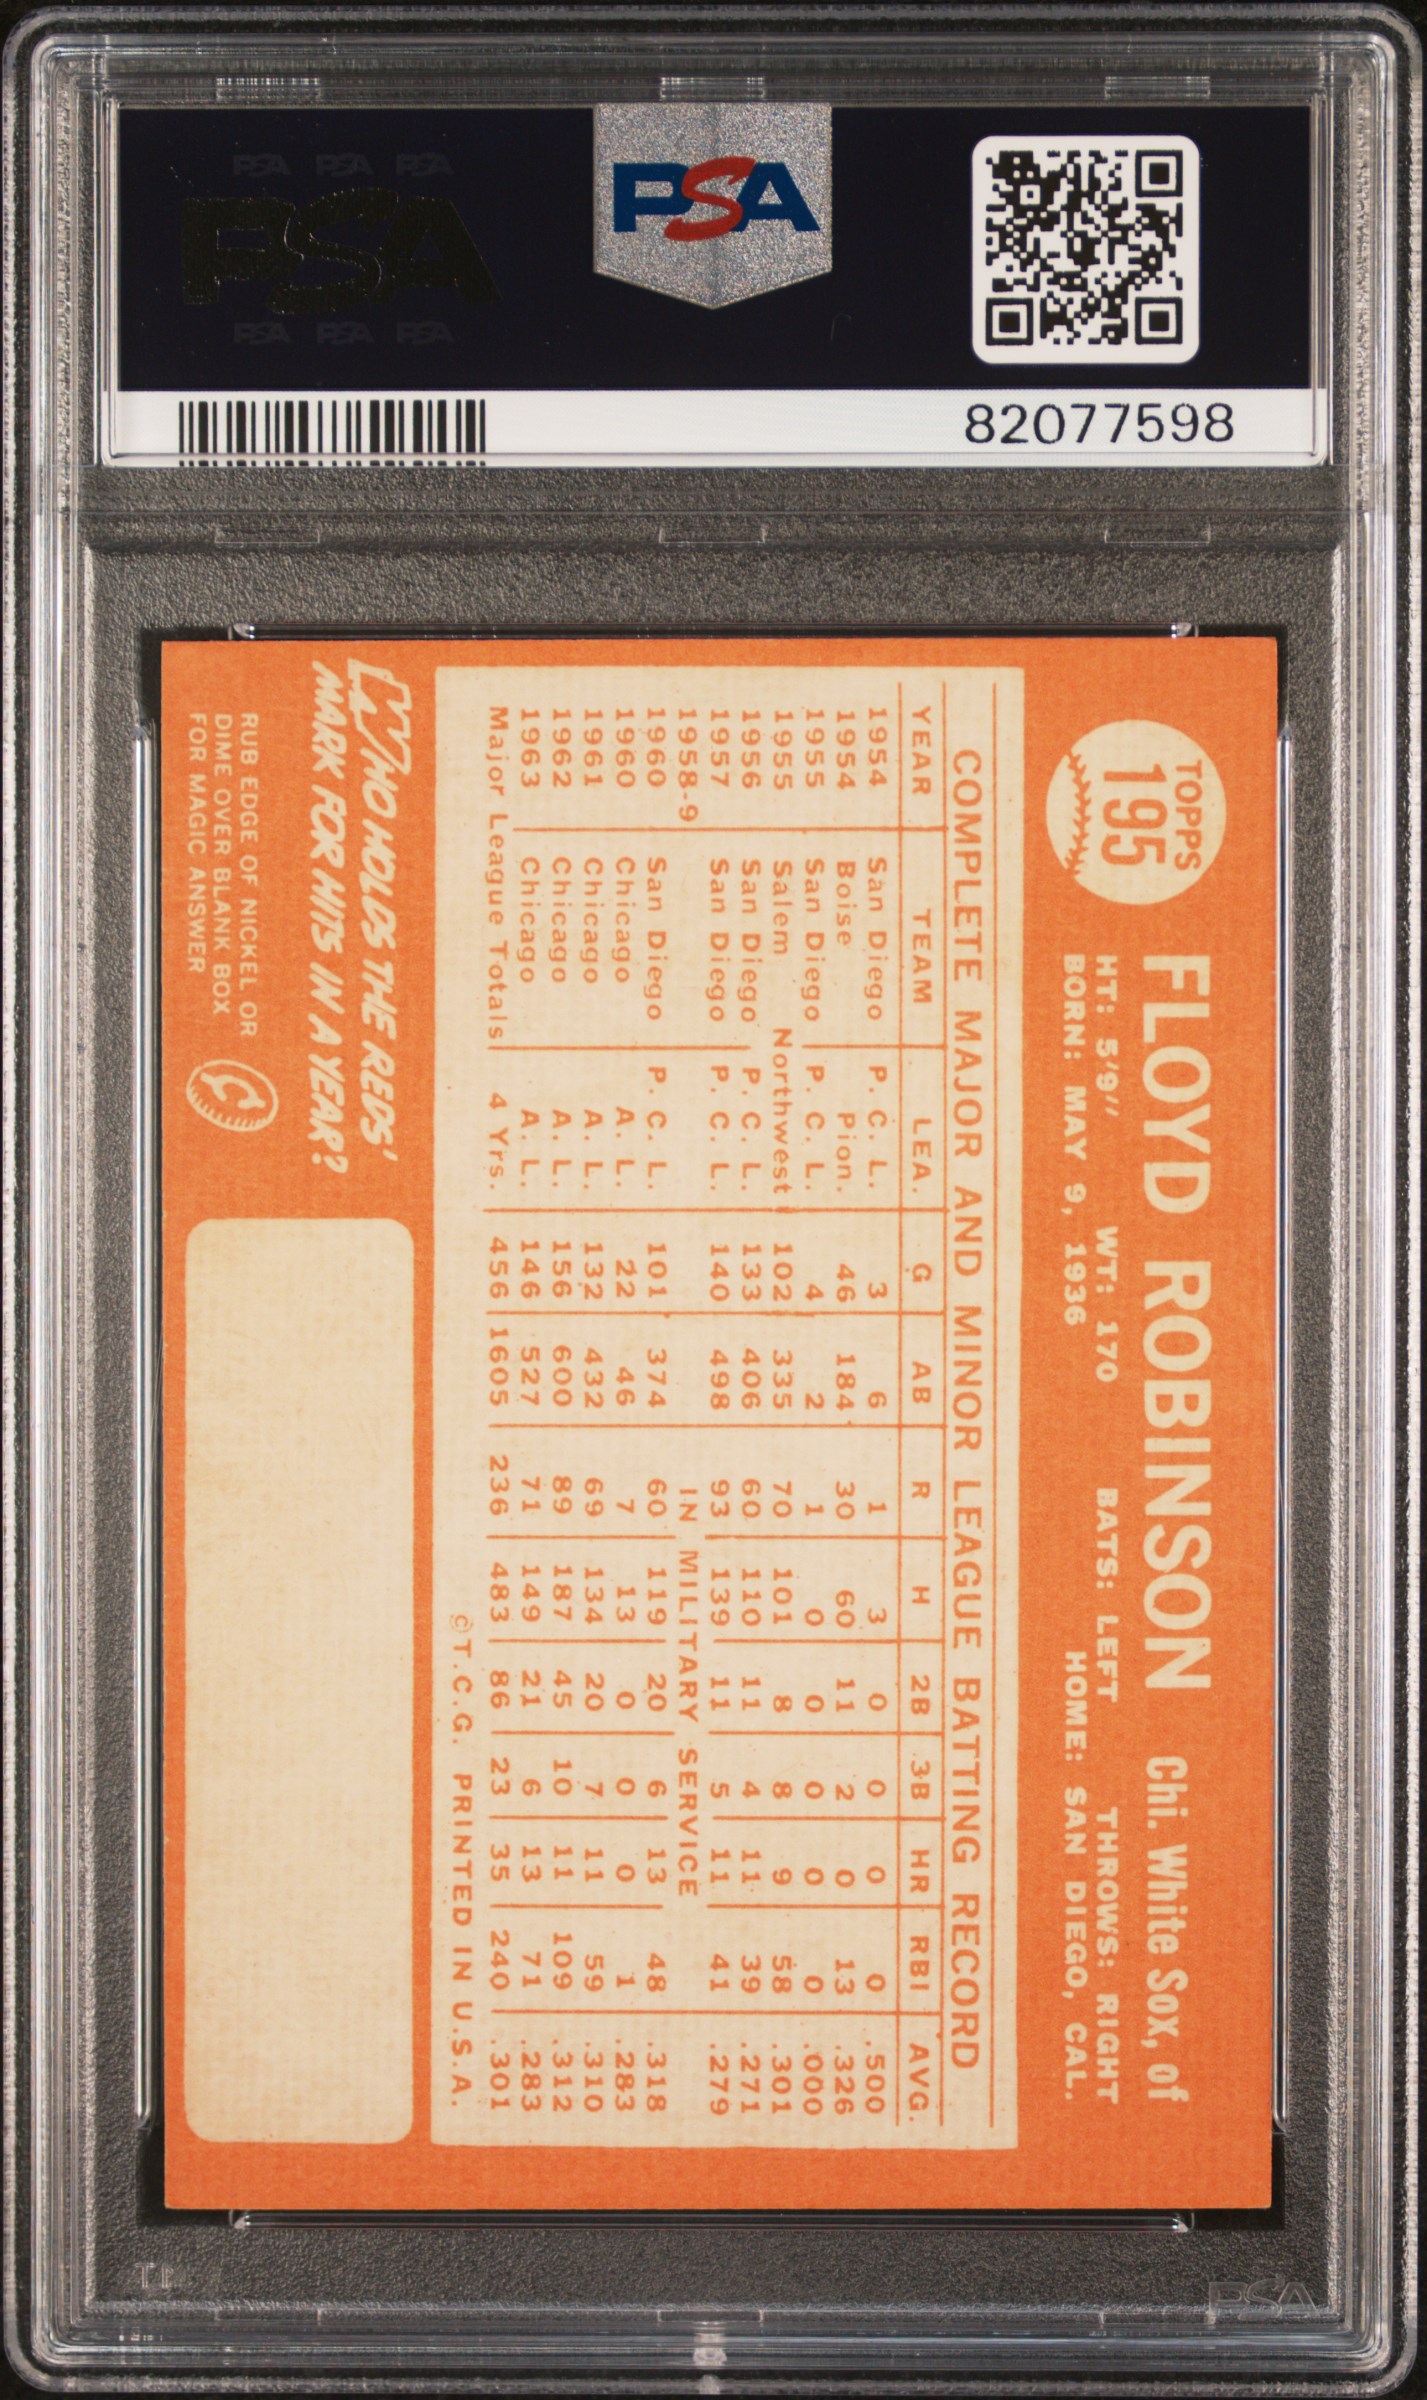 PSA PSA PSA
PSA
PSA PSA PSA
PSA
82077598
TOPPS
195
FLOYD ROBINSON Chi. White Sox, of
HT: 5'9" WT: 170 BATS: LEFT THROWS: RIGHT
BORN: MAY 9, 1936 HOME: SAN DIEGO, CAL.
COMPLETE MAJOR AND MINOR LEAGUE BATTING RECORD
YEAR TEAM LEA. G AB R H 2B 3B HR RBI AVG.
1954 San Diego P. C. L. 3 6 1 3 0 0 0 0 .500
1954 Boise Pion. 46 184 30 60 11 2 0 13 .326
1955 San Diego P. C. L. 4 2 1 0 0 0 0 0 .000
1955 Salem Northwest 102 335 70 101 8 8 9 58 .301
1956 San Diego P. C. L. 133 406 60 110 11 4 11 39 .271
1957 San Diego P. C. L. 140 498 93 139 11 5 11 41 .279
1958-9 IN MILITARY SERVICE
1960 San Diego P. C. L. 101 374 60 119 20 6 13 48 .318
1960 Chicago A. L. 22 46 7 13 0 0 0 1 .283
1961 Chicago A. L. 132 432 69 134 20 7 11 59 .310
1962 Chicago A. L. 156 600 89 187 45 10 11 109 .312
1963 Chicago A. L. 146 527 71 149 21 6 13 71 .283
Major League Totals 4 Yrs. 456 1605 236 483 86 23 35 240 .301
©T.C.G. PRINTED IN U.S.A.
WHO HOLDS THE REDS'
MARK FOR HITS IN A YEAR?
RUB EDGE OF NICKEL OR
DIME OVER BLANK BOX
FOR MAGIC ANSWER
PSA